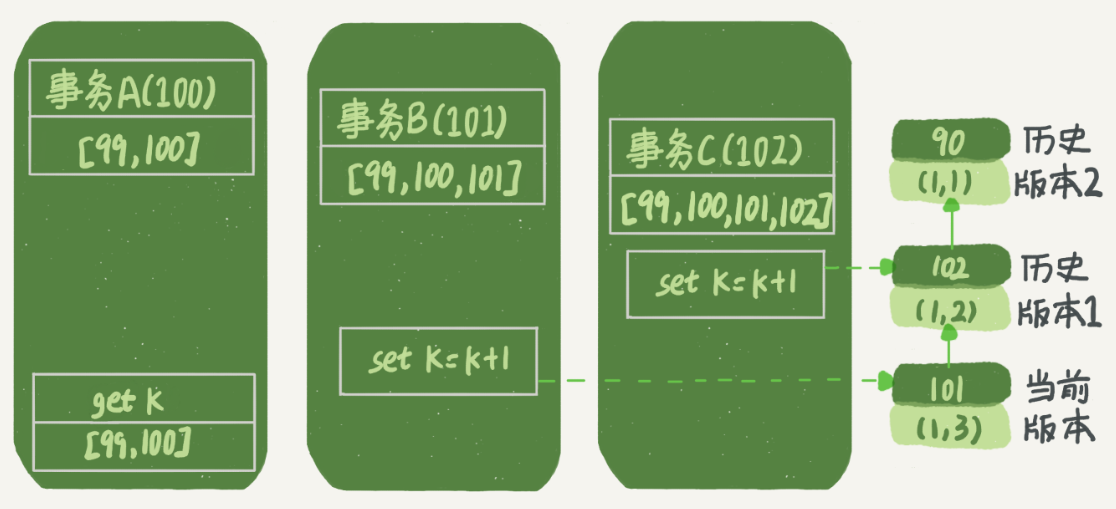 事务A(100)
[99,100]
get K
[99,100]
事务B(101)
[99,100,101]
set K=k+1
事务C(102)
[99,100,101,102]
set K=k+1
90
(1,1)
历史
版本2
102
(1,2)
历史
版本1
101
(1,3)
当前
版本